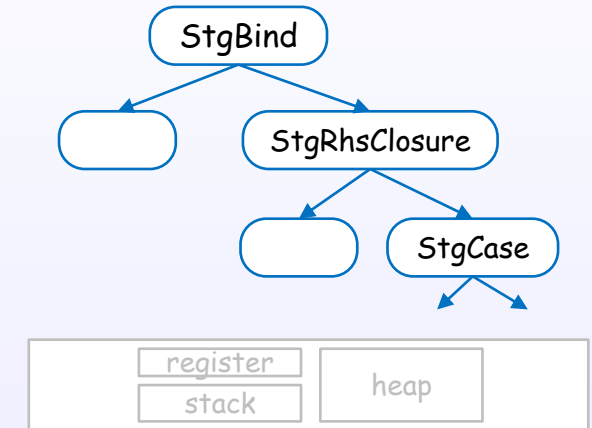 StgBind
StgRhsClosure
StgCase
register
stack
heap